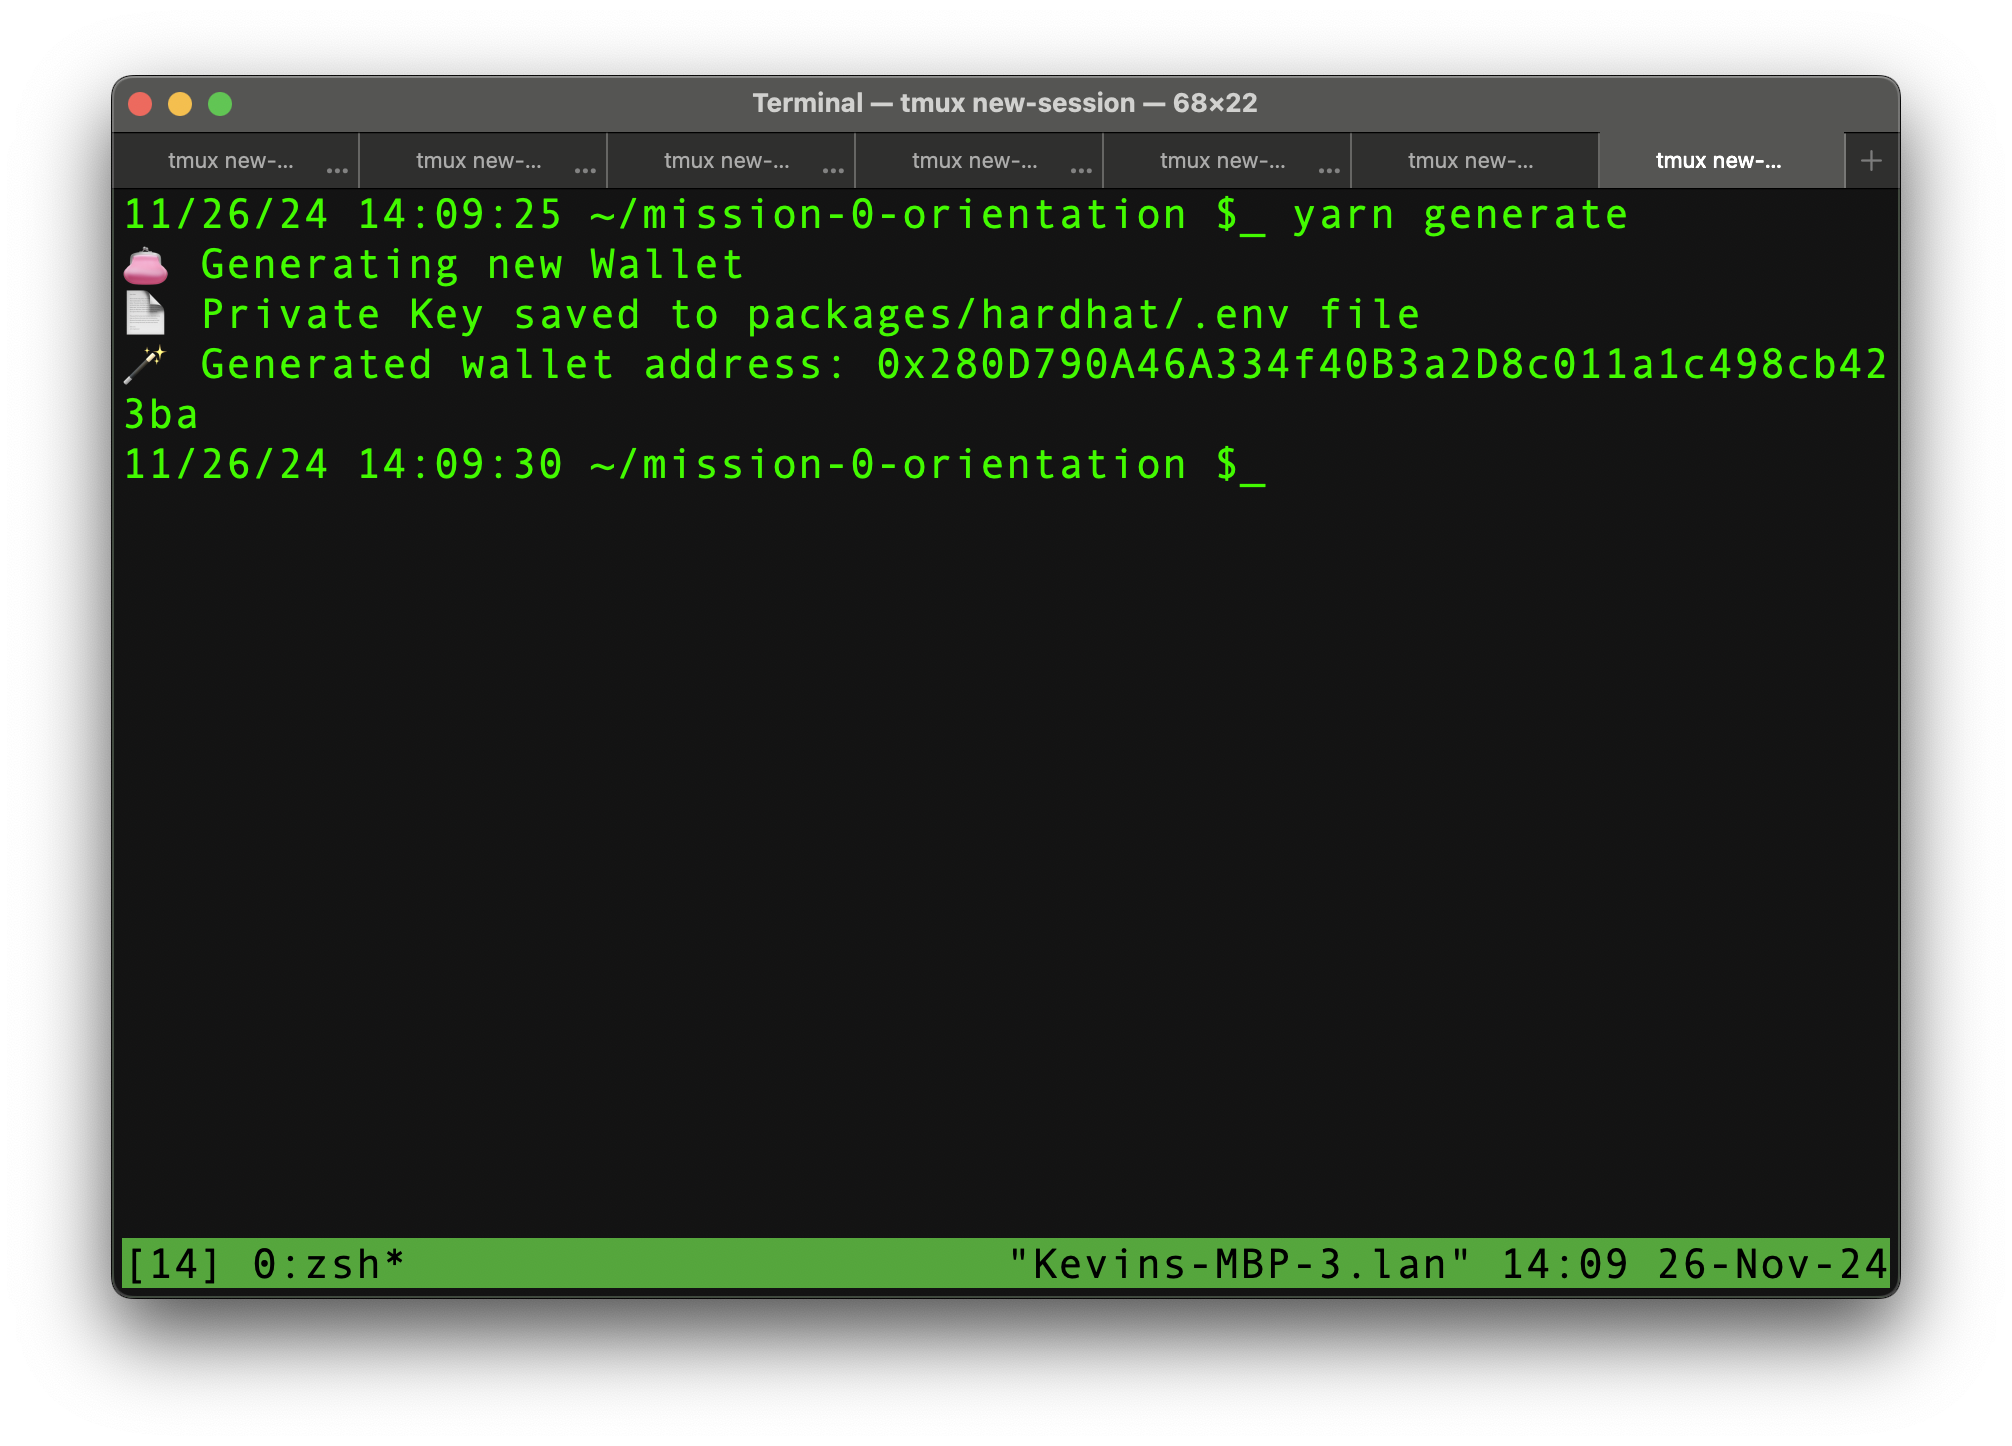 Terminal — tmux new-session — 68×22
tmux new-... ... tmux new-... ... tmux new-... ... tmux new-... ... tmux new-... ... tmux new-... tmux new-... +
11/26/24 14:09:25 ~/mission-0-orientation $_ yarn generate
👛 Generating new Wallet
📄 Private Key saved to packages/hardhat/.env file
🪄 Generated wallet address: 0x280D790A46A334f40B3a2D8c011a1c498cb42
3ba
11/26/24 14:09:30 ~/mission-0-orientation $_
[14] 0:zsh* "Kevins-MBP-3.lan" 14:09 26-Nov-24